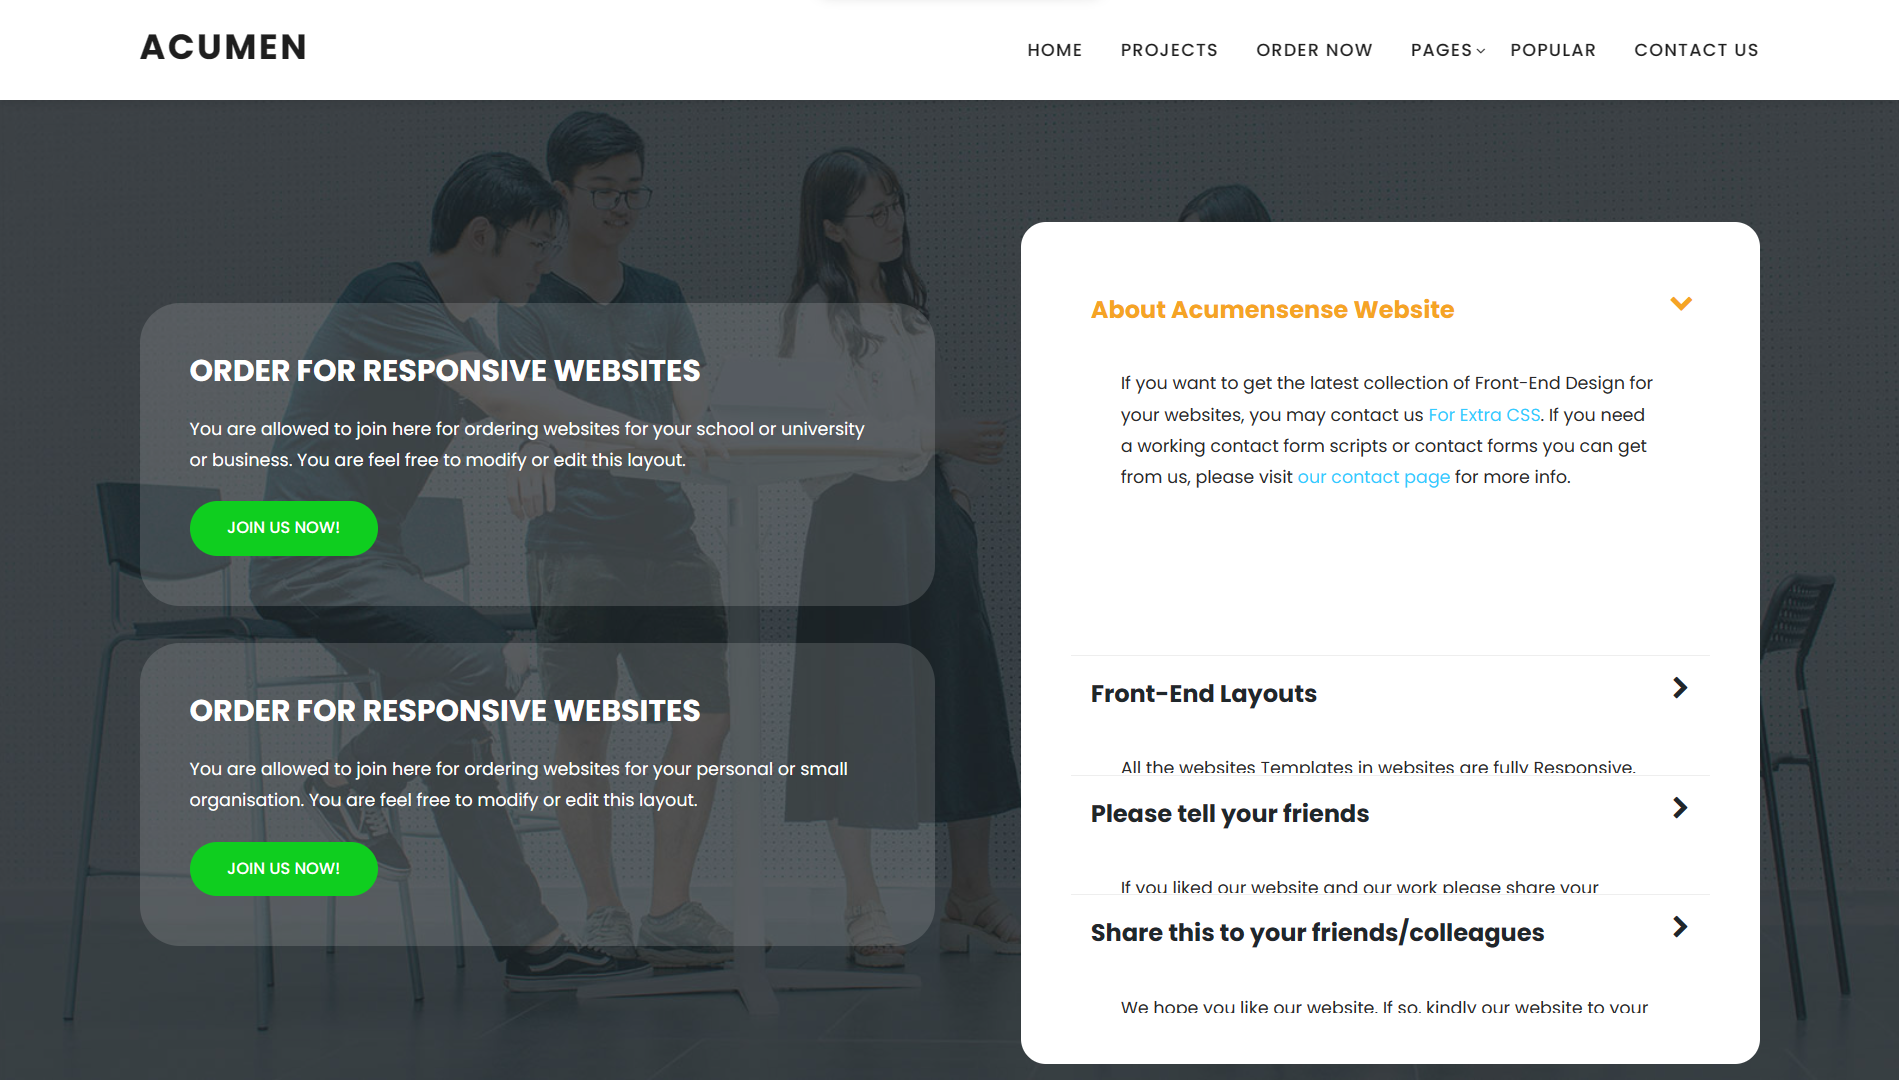 ACUMEN
HOME PROJECTS ORDER NOW PAGES POPULAR CONTACT US
ORDER FOR RESPONSIVE WEBSITES
You are allowed to join here for ordering websites for your school or university
or business. You are feel free to modify or edit this layout.
JOIN US NOW!
ORDER FOR RESPONSIVE WEBSITES
You are allowed to join here for ordering websites for your personal or small
organisation. You are feel free to modify or edit this layout.
JOIN US NOW!
About Acumensense Website
If you want to get the latest collection of Front-End Design for
your websites, you may contact us For Extra CSS. If you need
a working contact form scripts or contact forms you can get
from us, please visit our contact page for more info.
Front-End Layouts
All the websites Templates in websites are fully Responsive.
Please tell your friends
If you liked our website and our work please share your
Share this to your friends/colleagues
We hope you like our website. If so, kindly our website to your